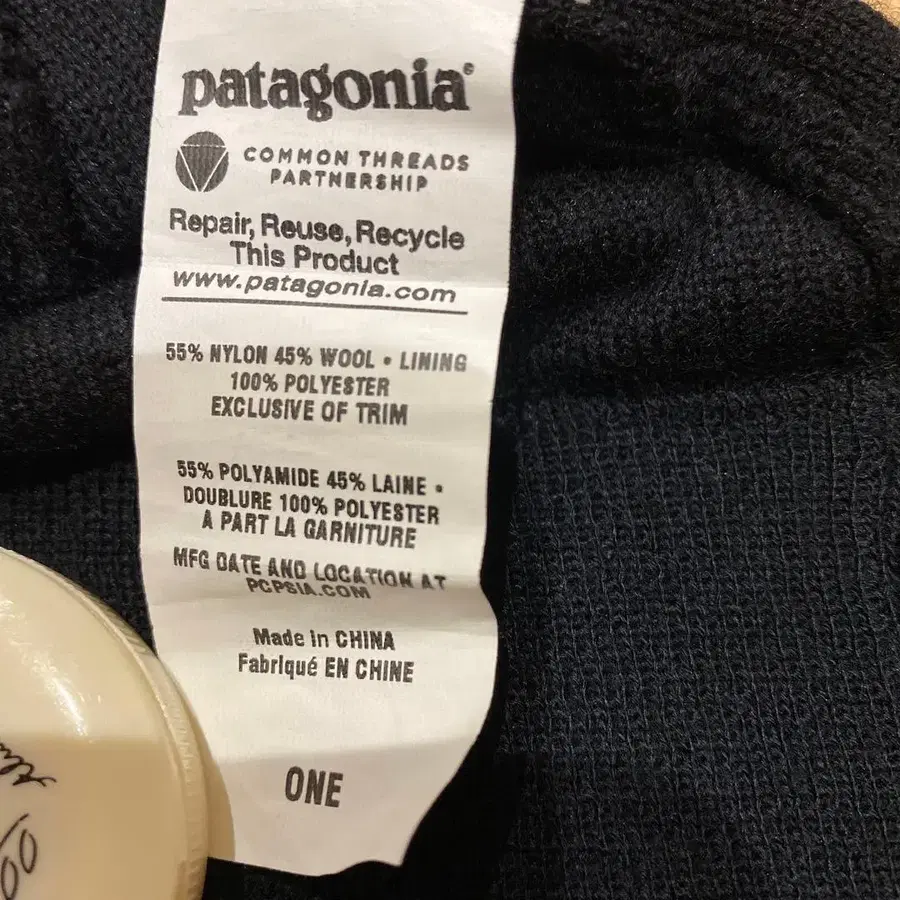 patagonia®
COMMON THREADS
PARTNERSHIP
Repair, Reuse, Recycle
This Product
www.patagonia.com
55% NYLON 45% WOOL • LINING
100% POLYESTER
EXCLUSIVE OF TRIM
55% POLYAMIDE 45% LAINE •
DOUBLURE 100% POLYESTER
A PART LA GARNITURE
MFG DATE AND LOCATION AT
PCPSIA.COM
Made in CHINA
Fabriqué EN CHINE
ONE